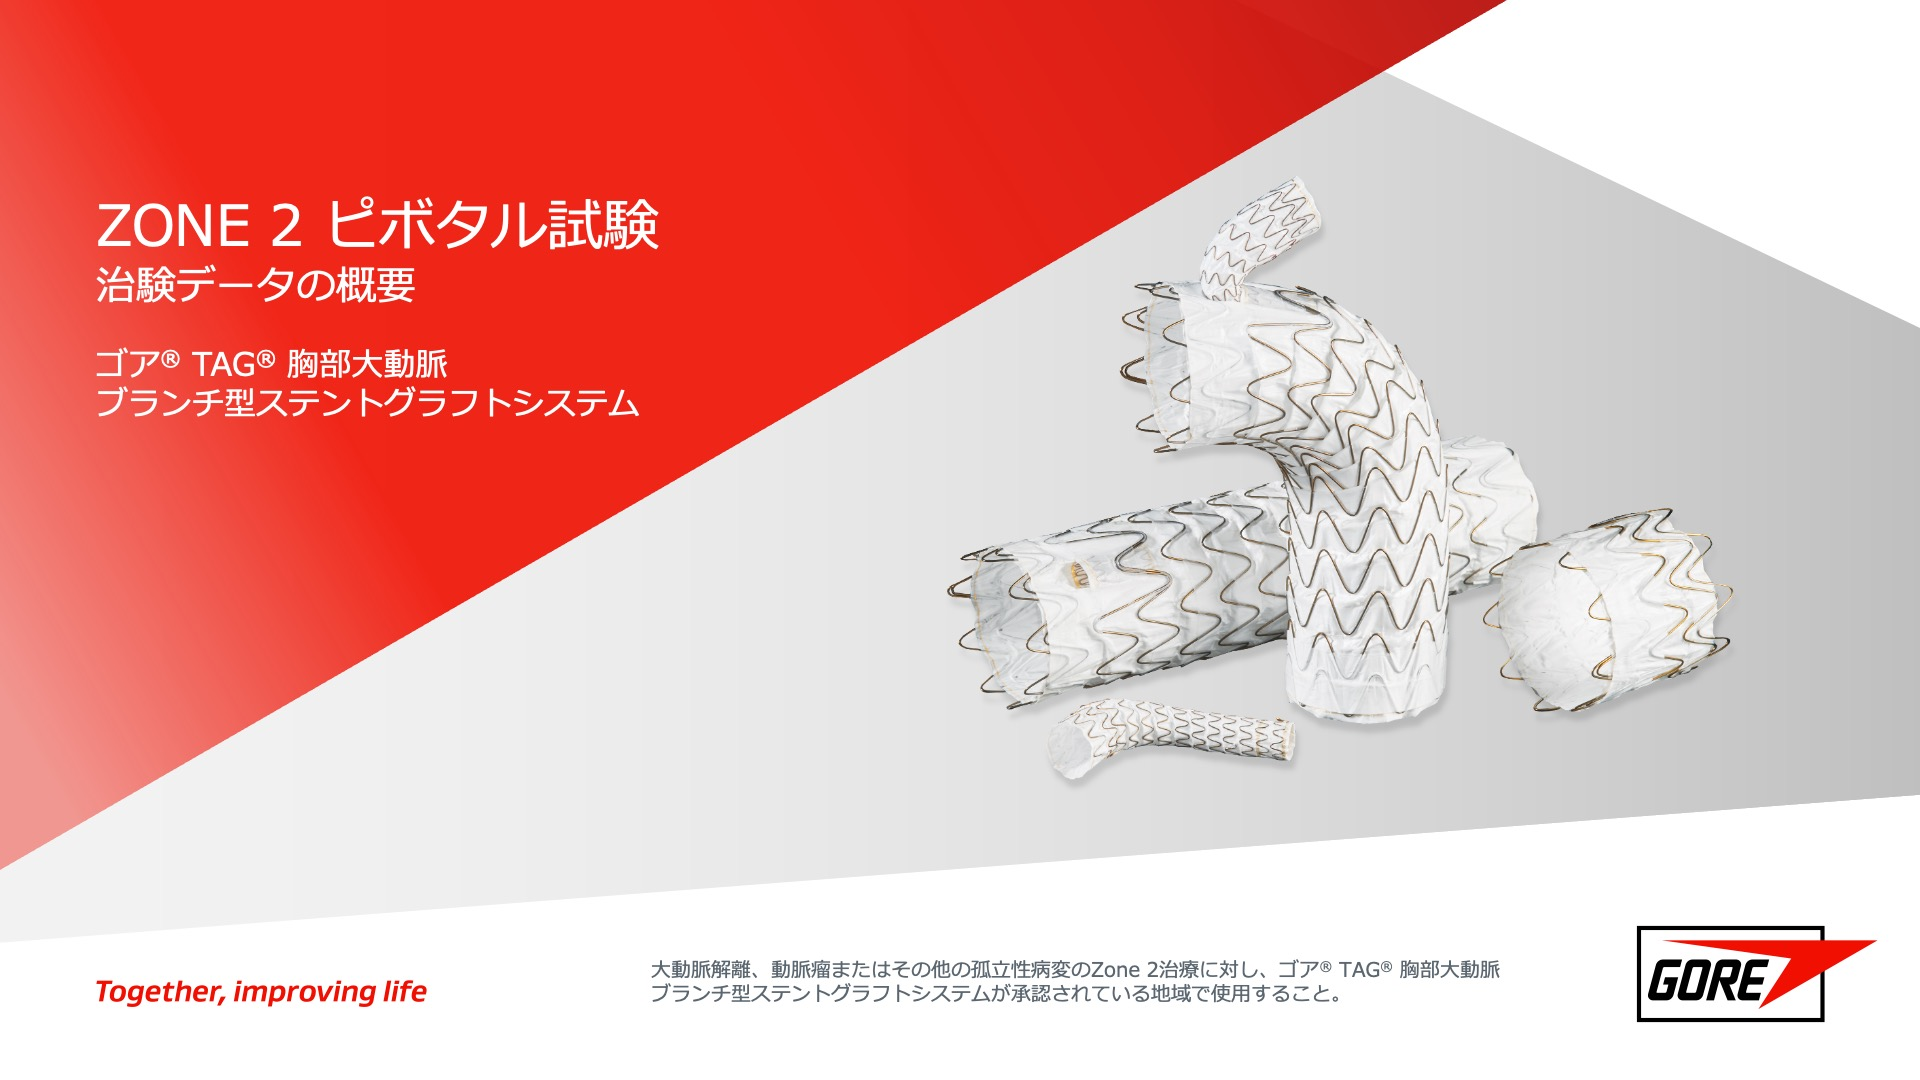 ZONE 2 ピボタル試験
治験データの概要
ゴア® TAG® 胸部大動脈
ブランチ型ステントグラフトシステム
Together, improving life
大動脈解離、動脈瘤またはその他の孤立性病変のZone 2治療に対し、ゴア® TAG® 胸部大動脈
ブランチ型ステントグラフトシステムが承認されている地域で使用すること。
GORE